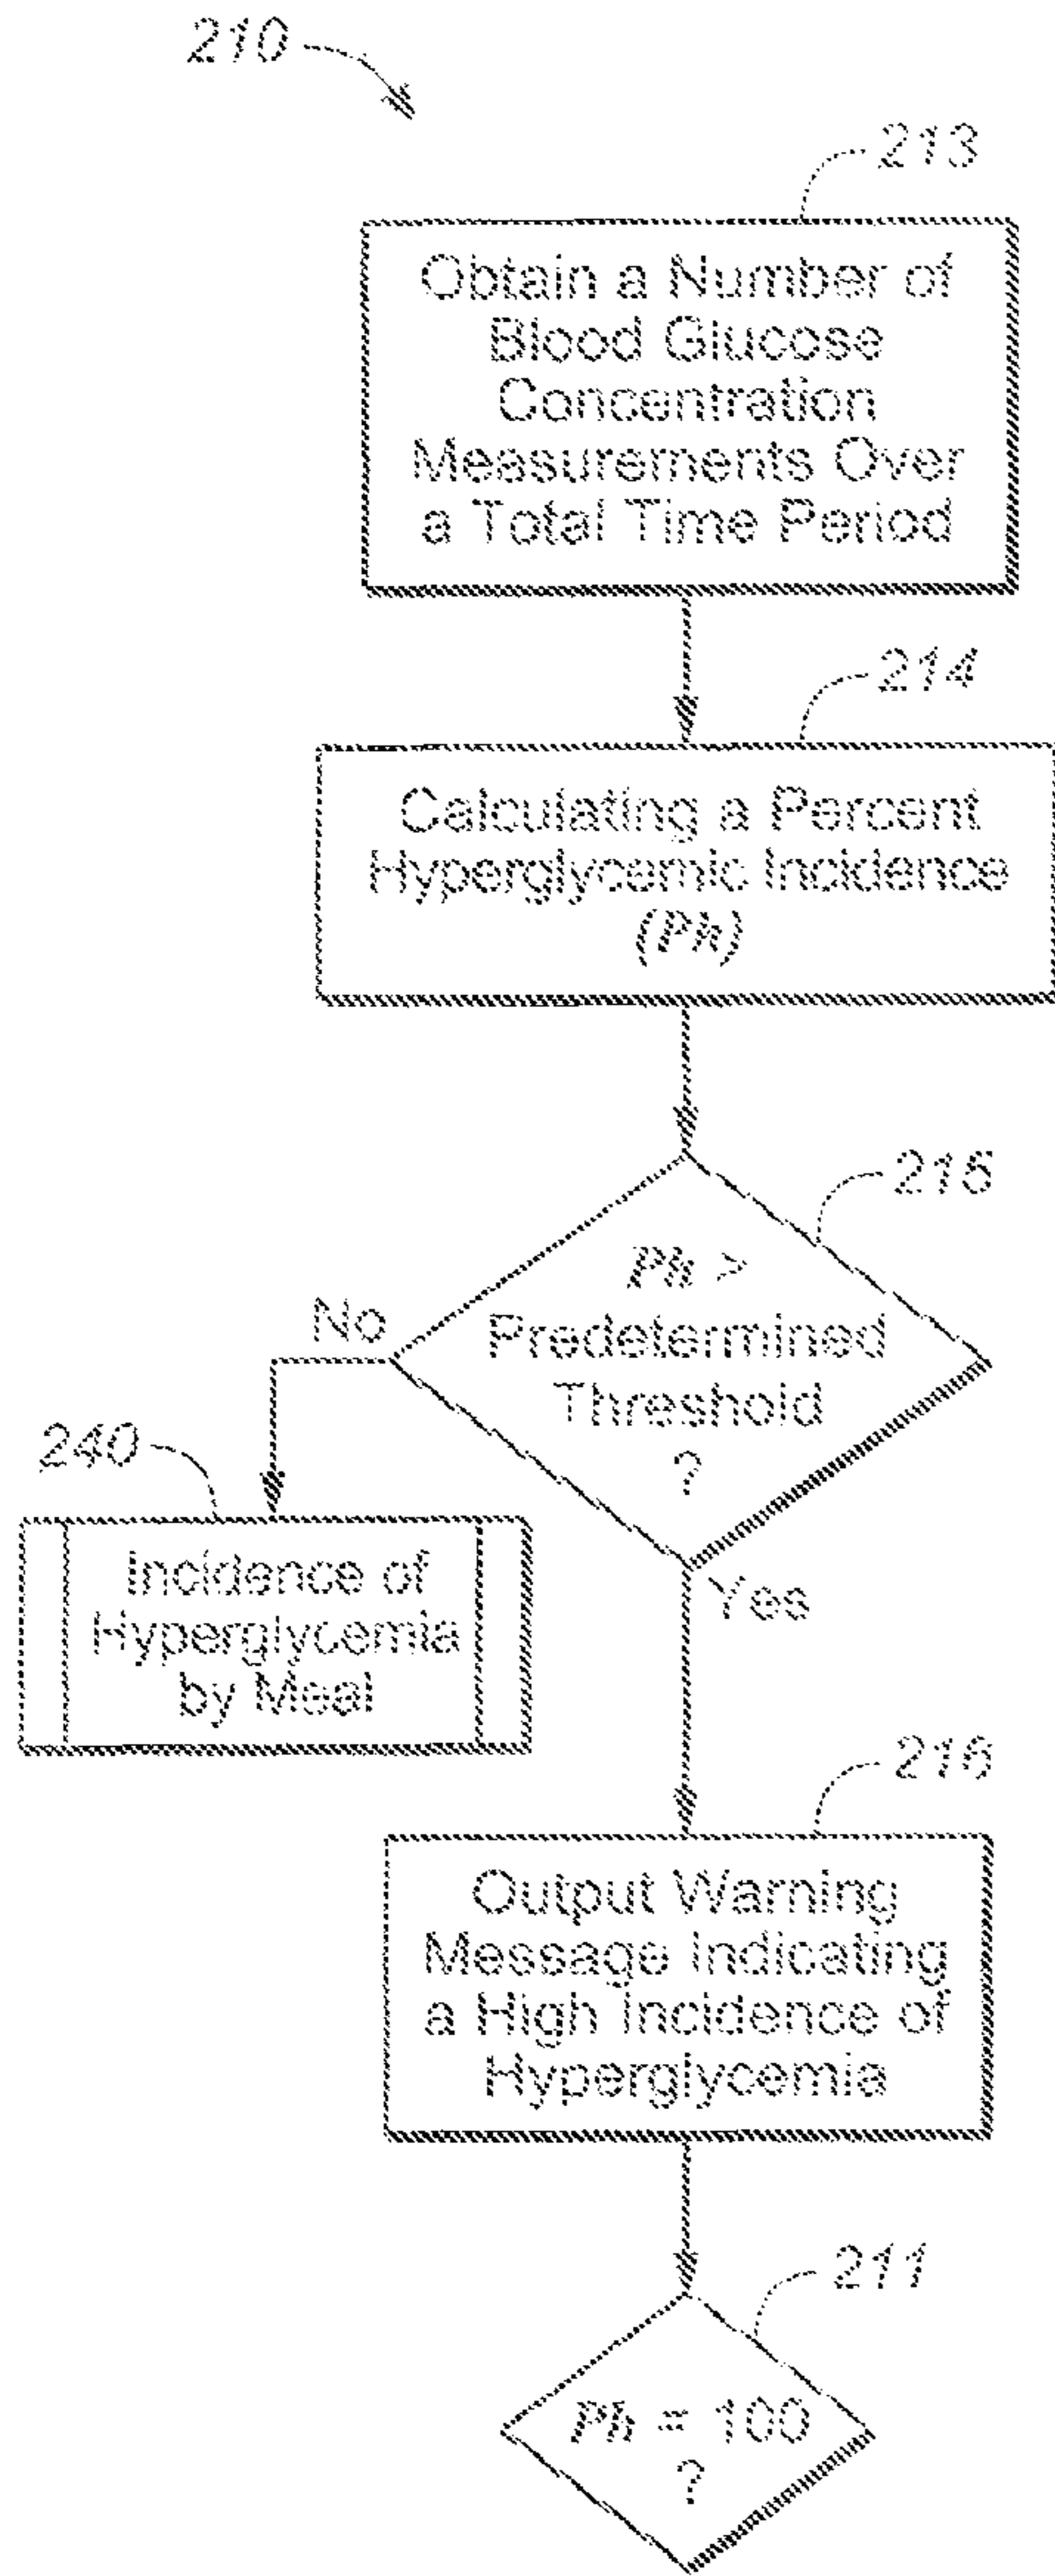 210
213
Obtain a Number of
Blood Glucose
Concentration
Measurements Over
a Total Time Period
214
Calculating a Percent
Hyperglycemic Incidence
(Ph)
215
Ph >
Predetermined
Threshold
?
No
Yes
240
Incidence of
Hyperglycemia
by Meal
216
Output Warning
Message Indicating
a High Incidence of
Hyperglycemia
211
Ph = 100
?